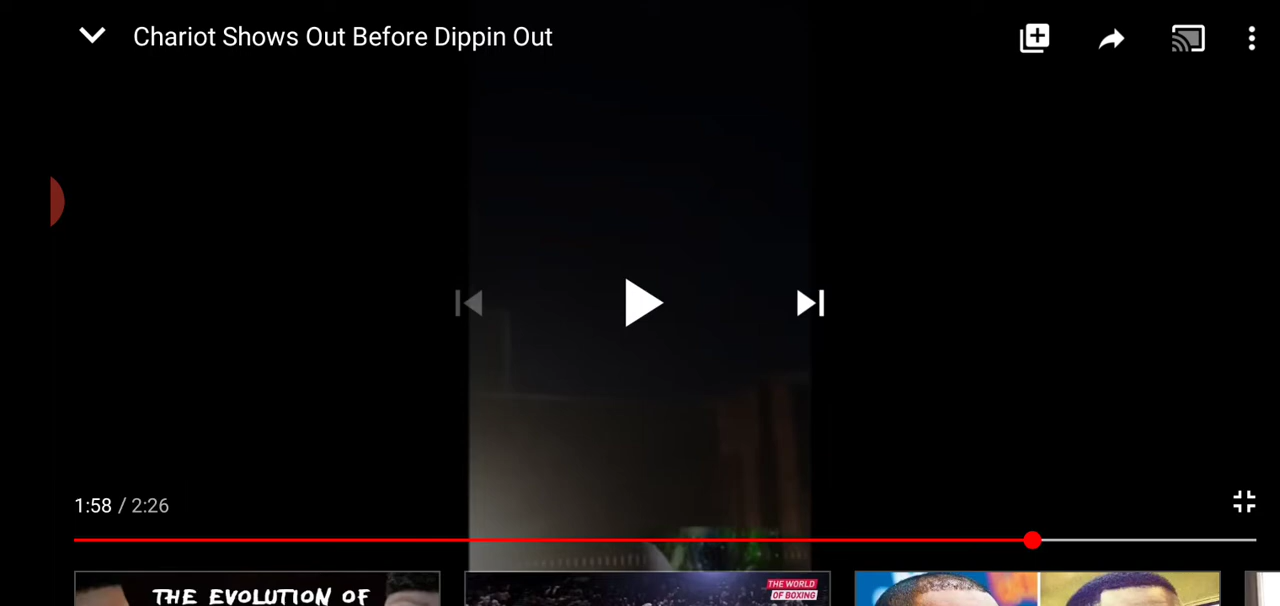 Chariot Shows Out Before Dippin Out
1:58 / 2:26
THE EVOLUTION OF
THE WORLD
OF BOXING